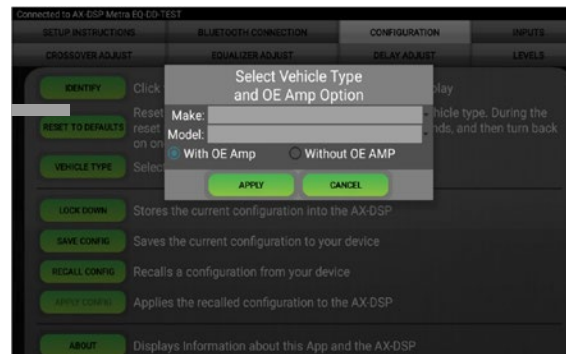 Connected to AX-DSP Metra EQ-DD-TEST
SETUP INSTRUCTIONS BLUETOOTH CONNECTION CONFIGURATION INPUTS
CROSSOVER ADJUST EQUALIZER ADJUST DELAY ADJUST LEVELS
Select Vehicle Type
and OE Amp Option
IDENTIFY Click play
Make:
Reset hicle type. During the
RESET TO DEFAULTS reset nds, and then turn back
Model:
on on
With OE Amp Without OE AMP
VEHICLE TYPE Select
APPLY CANCEL
LOCK DOWN Stores the current configuration into the AX-DSP
SAVE CONFIG Saves the current configuration to your device
RECALL CONFIG Recalls a configuration from your device
APPLY CONFIG Applies the recalled configuration to the AX-DSP
ABOUT Displays Information about this App and the AX-DSP